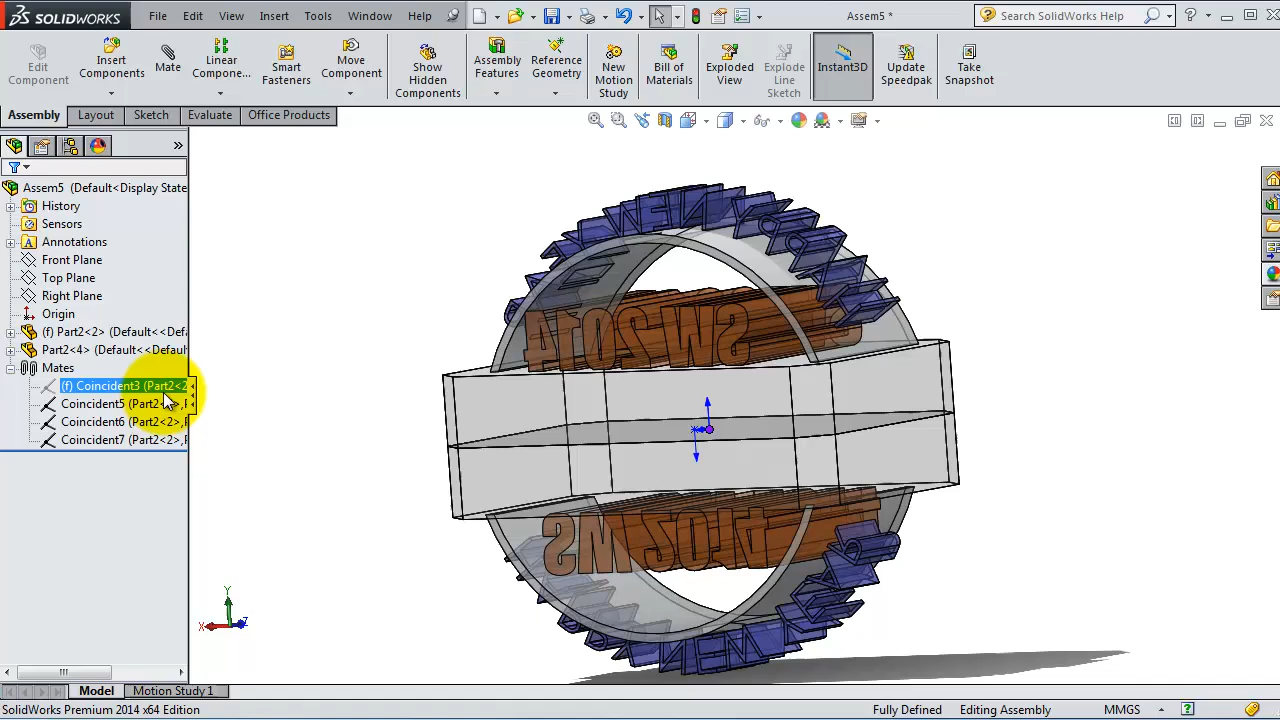 SOLIDWORKS File Edit View Insert Tools Window Help Assem5 * Search SolidWorks Help
Edit Component
Insert Components
Mate
Linear Compone...
Smart Fasteners
Move Component
Show Hidden Components
Assembly Features
Reference Geometry
New Motion Study
Bill of Materials
Exploded View
Explode Line Sketch
Instant3D
Update Speedpak
Take Snapshot
Assembly Layout Sketch Evaluate Office Products
Assem5 (Default<Display State
History
Sensors
Annotations
Front Plane
Top Plane
Right Plane
Origin
(f) Part2<2> (Default<<Defa
Part2<4> (Default<<Default
Mates
(f) Coincident3 (Part2<2
Coincident5 (Part2<2>,P
Coincident6 (Part2<2>,P
Coincident7 (Part2<2>,P
SW2014
SW2014
Y
X
Z
Model Motion Study 1
SolidWorks Premium 2014 x64 Edition Fully Defined Editing Assembly MMGS